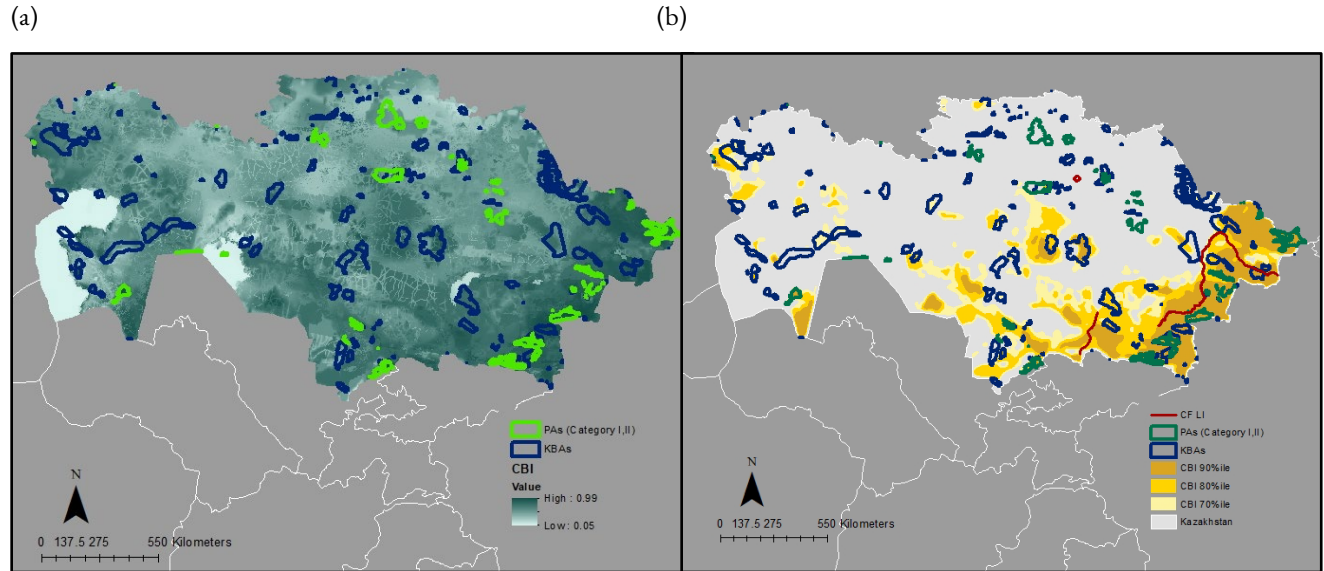 (a)
(b)
PAs (Category I,II)
KBAs
CBI
Value
High : 0.99
Low : 0.05
N
0 137.5 275 550 Kilometers
CF LI
PAs (Category I,II)
KBAs
CBI 90%ile
CBI 80%ile
CBI 70%ile
Kazakhstan
N
0 137.5 275 550 Kilometers